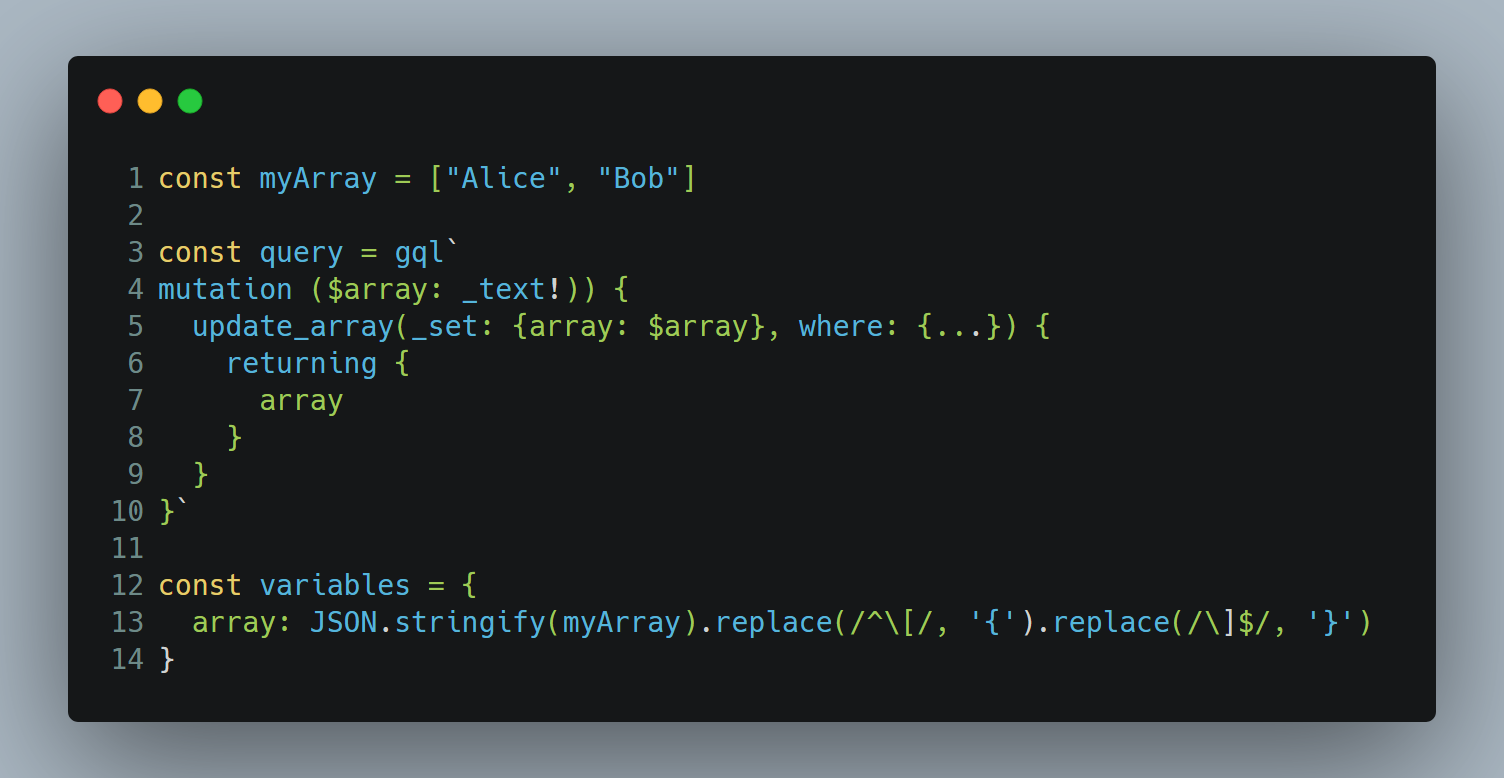 1 const myArray = ["Alice", "Bob"]
2
3 const query = gql`
4 mutation ($array: _text!)) {
5   update_array(_set: {array: $array}, where: {...}) {
6     returning {
7       array
8     }
9   }
10 }`
11
12 const variables = {
13   array: JSON.stringify(myArray).replace(/^\[/, '{').replace(/\]$/, '}')
14 }